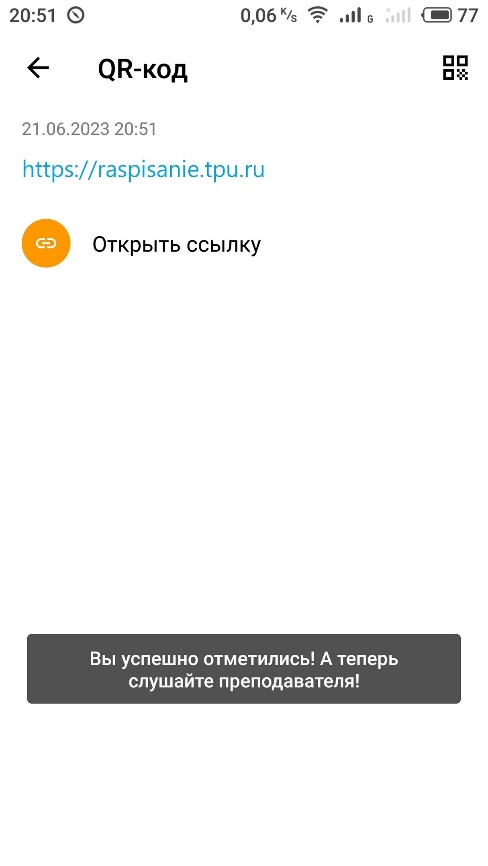 20:51 0,06 K/s G 77
QR-код
21.06.2023 20:51
https://raspisanie.tpu.ru
Открыть ссылку
Вы успешно отметились! А теперь
слушайте преподавателя!